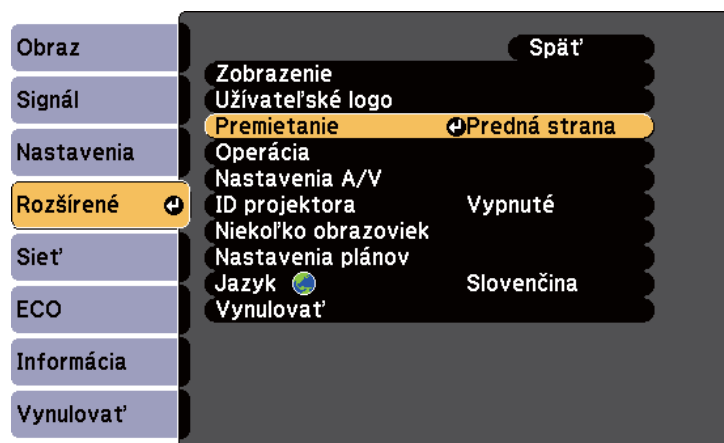 Obraz
Signál
Nastavenia
Rozšírené
Sieť
ECO
Informácia
Vynulovať
Späť
Zobrazenie
Užívateľské logo
Premietanie Predná strana
Operácia
Nastavenia A/V
ID projektora Vypnuté
Niekoľko obrazoviek
Nastavenia plánov
Jazyk Slovenčina
Vynulovať